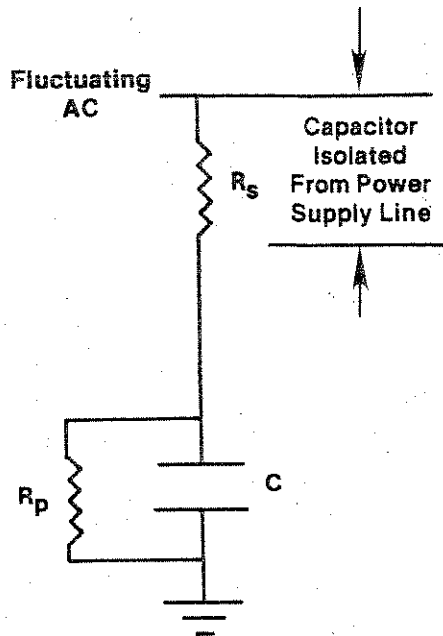 Fluctuating
AC
Capacitor
Isolated
From Power
Supply Line
Rs
Rp
C